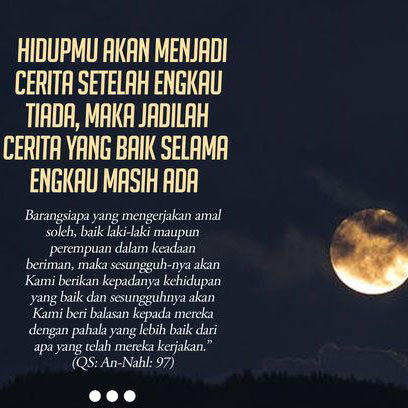 HIDUPMU AKAN MENJADI
CERITA SETELAH ENGKAU
TIADA, MAKA JADILAH
CERITA YANG BAIK SELAMA
ENGKAU MASIH ADA
Barangsiapa yang mengerjakan amal
soleh, baik laki-laki maupun
perempuan dalam keadaan
beriman, maka sesungguh-nya akan
Kami berikan kepadanya kehidupan
yang baik dan sesungguhnya akan
Kami beri balasan kepada mereka
dengan pahala yang lebih baik dari
apa yang telah mereka kerjakan.”
(QS: An-Nahl: 97)